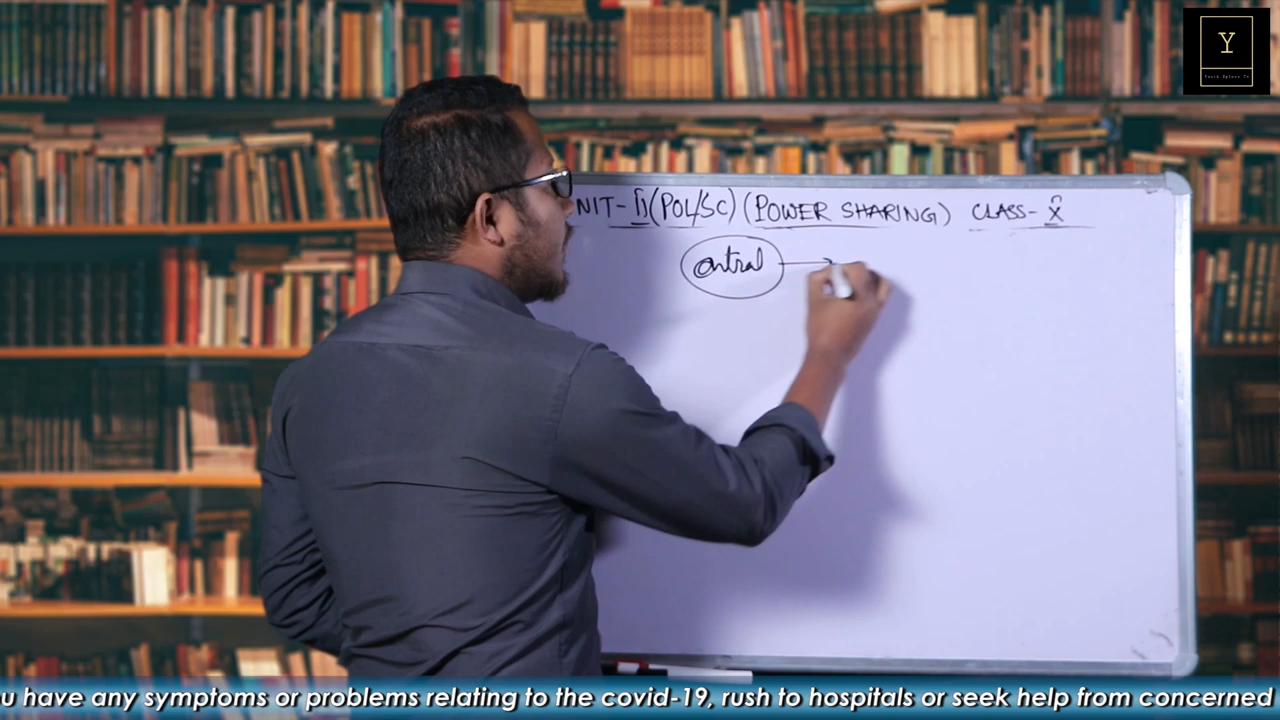 Y
NIT-II(POL/SC) (POWER SHARING) CLASS- X
Central
u have any symptoms or problems relating to the covid-19, rush to hospitals or seek help from concerned